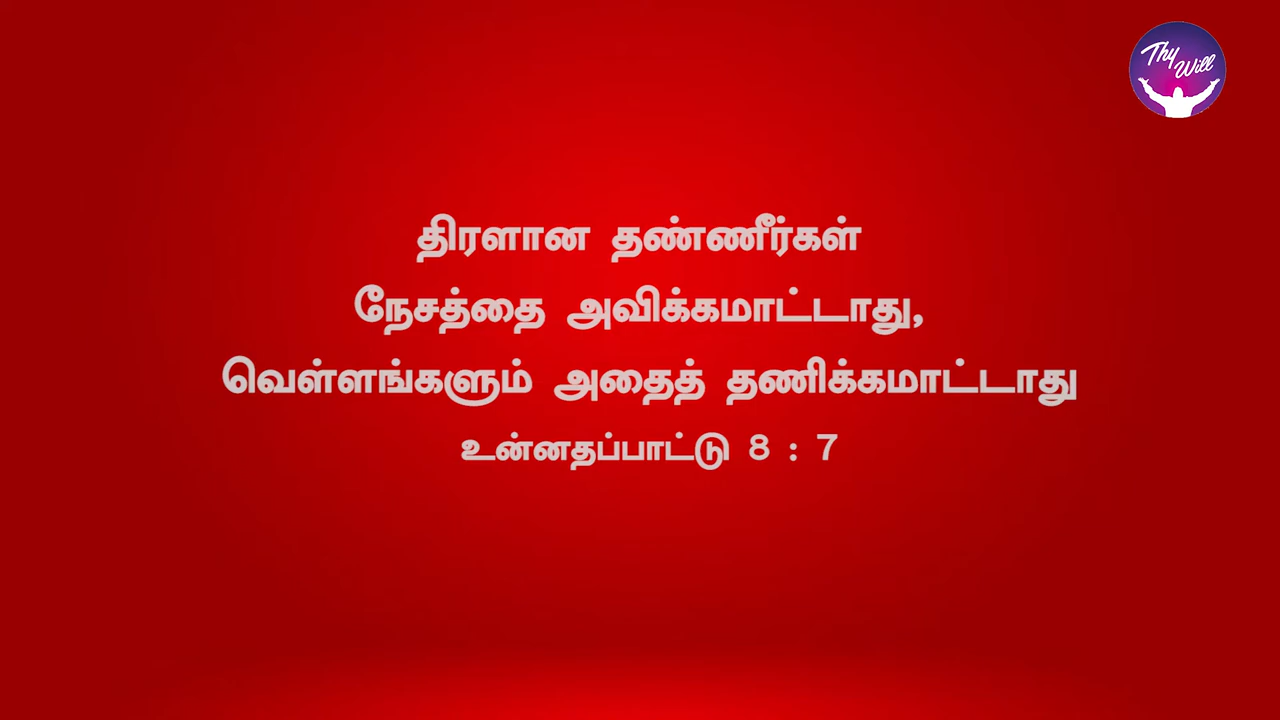 Thy Will
திரளான தண்ணீர்கள்
நேசத்தை அவிக்கமாட்டாது,
வெள்ளங்களும் அதைத் தணிக்கமாட்டாது
உன்னதப்பாட்டு 8 : 7